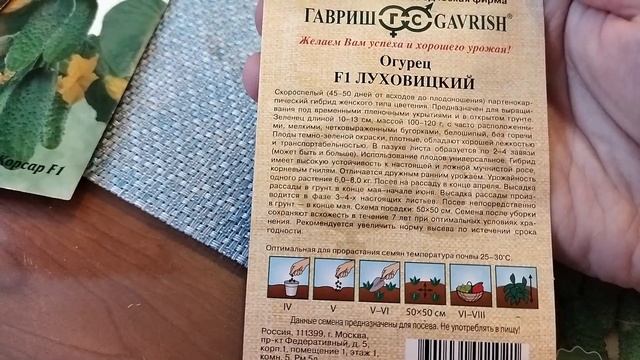 ая фирма
ГАВРИШ ГС GAVRISH®
Желаем Вам успеха и хорошего урожая!
Огурец
F1 ЛУХОВИЦКИЙ
Скороспелый (45–50 дней от всходов до плодоношения) партенокар-
пический гибрид женского типа цветения. Предназначен для выращи-
вания под временными пленочными укрытиями и в открытом грунте.
Зеленец длиной 10–13 см, массой 100–120 г, с часто расположенны-
ми, мелкими, четковыраженными бугорками, белошипый, без горечи.
Плоды темно-зеленой окраски, плотные, обладают хорошей лежкостью
и транспортабельностью. В пазухе листа образуется по 2–4 завязи
(может быть и больше). Использование плодов универсальное. Гибрид
имеет высокую устойчивость к настоящей и ложной мучнистой росе,
корневым гнилям. Отличается дружным ранним урожаем. Урожайность
одного растения 6,0–8,0 кг. Посев на рассаду в конце апреля. Высадка
рассады в грунт в конце мая–начале июня. Высадка рассады произ-
водится в фазе 3–4-х настоящих листьев. Посев непосредственно
в грунт — в конце мая. Схема посадки: 50×50 см. Семена после уборки
сохраняют всхожесть в течение 7 лет при оптимальных условиях хра-
нения. Рекомендуется увеличить норму высева по истечении срока
годности.
Оптимальная для прорастания семян температура почвы 25–30°С.
IV V V–VI 50×50 см VI–VIII
Данные семена предназначены для посева. Не употреблять в пищу!
Россия, 111399, г. Москва,
пр-кт Федеративный, д. 5,
корп.1, помещение 1, этаж 1,
комн. 5, Рм 5л
Корсар F1